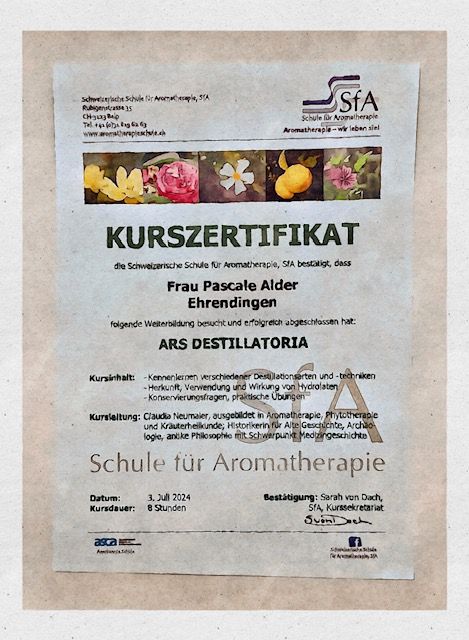 Schweizerische Schule für Aromatherapie, SfA
CH-3123 Belp
www.aromatherapieschule.ch
SfA
Schule für Aromatherapie
Aromatherapie – wir leben sie!
KURSZERTIFIKAT
die Schweizerische Schule für Aromatherapie, SfA bestätigt, dass
Frau Pascale Alder
Ehrendingen
folgende Weiterbildung besucht und erfolgreich abgeschlossen hat:
ARS DESTILLATORIA
Kursinhalt: -Kennenlernen verschiedener Destillationsarten und -techniken
-Herkunft, Verwendung und Wirkung von Hydrolaten
-Konservierungsfragen, praktische Übungen
Kursleitung: Claudia Neumaier, ausgebildet in Aromatherapie, Phytotherapie
und Kräuterheilkunde; Historikerin für Alte Geschichte, Archäo-
logie, antike Philosophie mit Schwerpunkt Medizingeschichte
SfA
Schule für Aromatherapie
Datum: 3. Juli 2024
Kursdauer: 8 Stunden
Bestätigung: Sarah von Dach,
SfA, Kurssekretariat
asca
Schweizerische Schule
für Aromatherapie, SfA